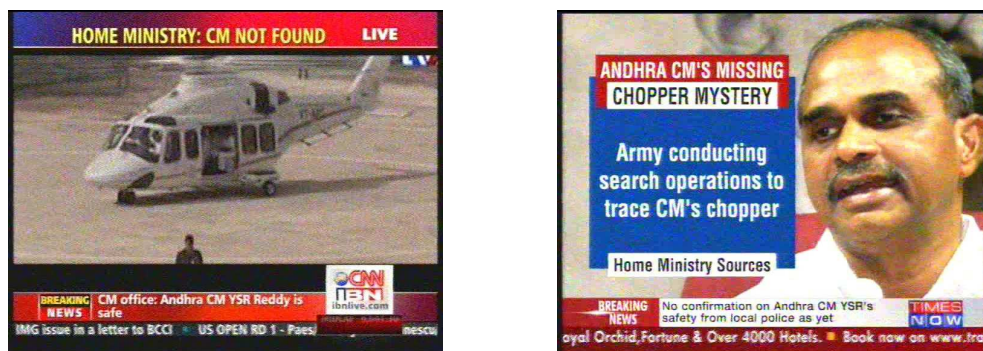 HOME MINISTRY: CM NOT FOUND LIVE
CNN
IBN
ibnlive.com
BREAKING NEWS
CM office: Andhra CM YSR Reddy is
safe
IMG issue in a letter to BCCI US OPEN RD 1 - Paes nescu
ANDHRA CM'S MISSING
CHOPPER MYSTERY
Army conducting
search operations to
trace CM's chopper
Home Ministry Sources
BREAKING
NEWS
No confirmation on Andhra CM YSR's
safety from local police as yet
TIMES
NOW
oyal Orchid,Fortune & Over 4000 Hotels. Book now on www.tra